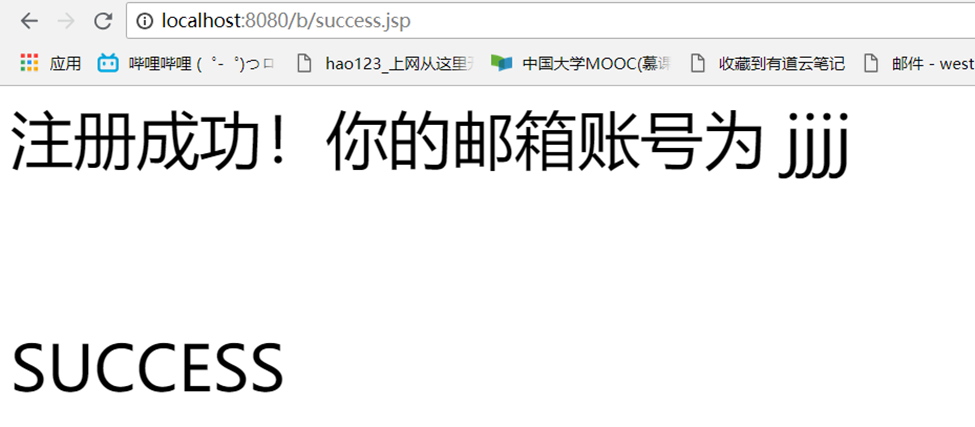 localhost:8080/b/success.jsp
应用 哔哩哔哩 ( ゜- ゜)つロ hao123_上网从这里 中国大学MOOC(慕课 收藏到有道云笔记 邮件 - west
注册成功！你的邮箱账号为 jjjj
SUCCESS